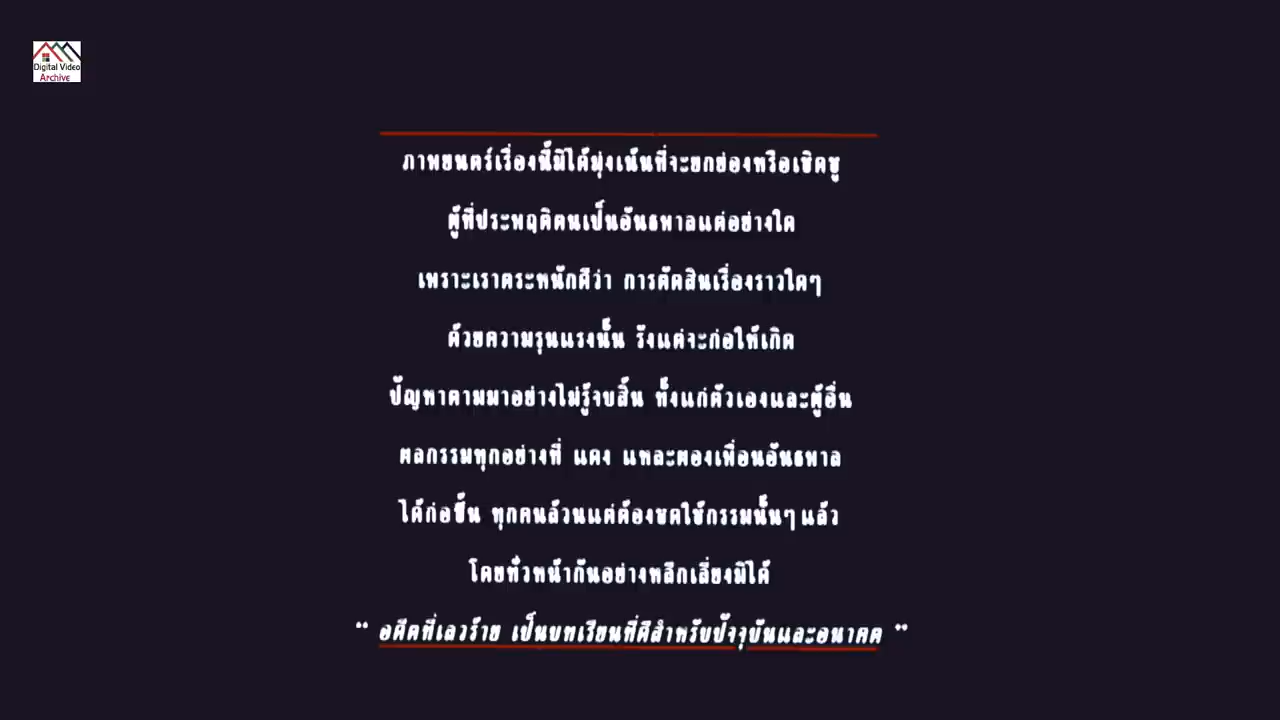 Digital Video
Archive
ภาพยนตร์เรื่องนี้มิได้มุ่งเน้นที่จะยกย่องหรือเชิดชู
ผู้ที่ประพฤติตนเป็นอันธพาลแต่อย่างใด
เพราะเราตระหนักดีว่า การตัดสินเรื่องราวใดๆ
ด้วยความรุนแรงนั้น รังแต่จะก่อให้เกิด
ปัญหาตามมาอย่างไม่รู้จบสิ้น ทั้งแก่ตัวเองและผู้อื่น
ผลกรรมทุกอย่างที่ แดง และผองเพื่อนอันธพาล
ได้ก่อขึ้น ทุกคนล้วนแต่ต้องชดใช้กรรมนั้นๆ แล้ว
โดยทั่วหน้ากันอย่างหลีกเลี่ยงมิได้
" อดีตที่เลวร้าย เป็นบทเรียนที่ดีสำหรับปัจจุบันและอนาคต "